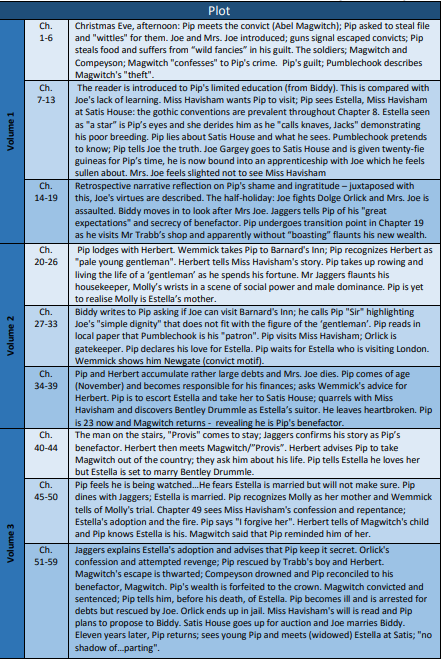 Plot
Volume 1
Ch.
1-6
Christmas Eve, afternoon: Pip meets the convict (Abel Magwitch); Pip asked to steal file
and "wittles" for them. Joe and Mrs. Joe introduced; guns signal escaped convicts; Pip
steals food and suffers from "wild fancies" in his guilt. The soldiers; Magwitch and
Compeyson; Magwitch "confesses" to Pip's crime. Pip's guilt; Pumblechook describes
Magwitch's "theft".
Ch.
7-13
The reader is introduced to Pip's limited education (from Biddy). This is compared with
Joe's lack of learning. Miss Havisham wants Pip to visit; Pip sees Estella, Miss Havisham
at Satis House: the gothic conventions are prevalent throughout Chapter 8. Estella seen
as "a star" is Pip's eyes and she derides him as he "calls knaves, Jacks" demonstrating
his poor breeding. Pip lies about Satis House and what he sees. Pumblechook pretends
to know; Pip tells Joe the truth. Joe Gargey goes to Satis House and is given twenty-fie
guineas for Pip's time, he is now bound into an apprenticeship with Joe which he feels
sullen about. Mrs. Joe feels slighted not to see Miss Havisham
Ch.
14-19
Retrospective narrative reflection on Pip's shame and ingratitude – juxtaposed with
this, Joe's virtues are described. The half-holiday: Joe fights Dolge Orlick and Mrs. Joe is
assaulted. Biddy moves in to look after Mrs Joe. Jaggers tells Pip of his "great
expectations" and secrecy of benefactor. Pip undergoes transition point in Chapter 19
as he visits Mr Trabb's shop and apparently without "boasting" flaunts his new wealth.
Volume 2
Ch.
20-26
Pip lodges with Herbert. Wemmick takes Pip to Barnard's Inn; Pip recognizes Herbert as
"pale young gentleman". Herbert tells Miss Havisham's story. Pip takes up rowing and
living the life of a 'gentleman' as he spends his fortune. Mr Jaggers flaunts his
housekeeper, Molly's wrists in a scene of social power and male dominance. Pip is yet
to realise Molly is Estella's mother.
Ch.
27-33
Biddy writes to Pip asking if Joe can visit Barnard's Inn; he calls Pip "Sir" highlighting
Joe's "simple dignity" that does not fit with the figure of the 'gentleman'. Pip reads in
local paper that Pumblechook is his "patron". Pip visits Miss Havisham; Orlick is
gatekeeper. Pip declares his love for Estella. Pip waits for Estella who is visiting London.
Wemmick shows him Newgate (convict motif).
Ch.
34-39
Pip and Herbert accumulate rather large debts and Mrs. Joe dies. Pip comes of age
(November) and becomes responsible for his finances; asks Wemmick's advice for
Herbert. Pip is to escort Estella and take her to Satis House; quarrels with Miss
Havisham and discovers Bentley Drummle as Estella's suitor. He leaves heartbroken. Pip
is 23 now and Magwitch returns - revealing he is Pip's benefactor.
Volume 3
Ch.
40-44
The man on the stairs, "Provis" comes to stay; Jaggers confirms his story as Pip's
benefactor. Herbert then meets Magwitch/"Provis". Herbert advises Pip to take
Magwitch out of the country; they ask him about his life. Pip tells Estella he loves her
but Estella is set to marry Bentley Drummle.
Ch.
45-50
Pip feels he is being watched...He fears Estella is married but will not make sure. Pip
dines with Jaggers; Estella is married. Pip recognizes Molly as her mother and Wemmick
tells of Molly's trial. Chapter 49 sees Miss Havisham's confession and repentance;
Estella's adoption and the fire. Pip says "I forgive her". Herbert tells of Magwitch's child
and Pip knows Estella is his. Magwitch said that Pip reminded him of her.
Ch.
51-59
Jaggers explains Estella's adoption and advises that Pip keep it secret. Orlick's
confession and attempted revenge; Pip rescued by Trabb's boy and Herbert.
Magwitch's escape is thwarted; Compeyson drowned and Pip reconciled to his
benefactor, Magwitch. Pip's wealth is forfeited to the crown. Magwitch convicted and
sentenced; Pip tells him, before his death, of Estella. Pip becomes ill and is arrested for
debts but rescued by Joe. Orlick ends up in jail. Miss Havisham's will is read and Pip
plans to propose to Biddy. Satis House goes up for auction and Joe marries Biddy.
Eleven years later, Pip returns; sees young Pip and meets (widowed) Estella at Satis; "no
shadow of...parting".